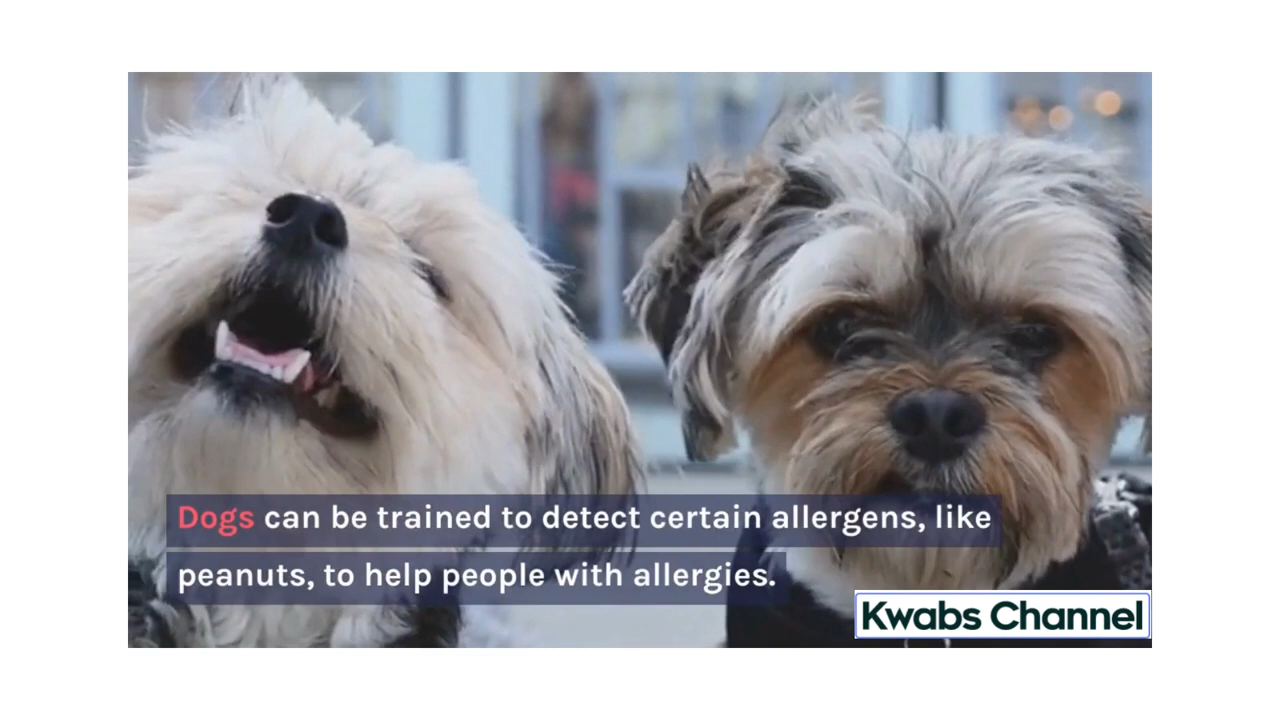 Dogs can be trained to detect certain allergens, like
peanuts, to help people with allergies.
Kwabs Channel